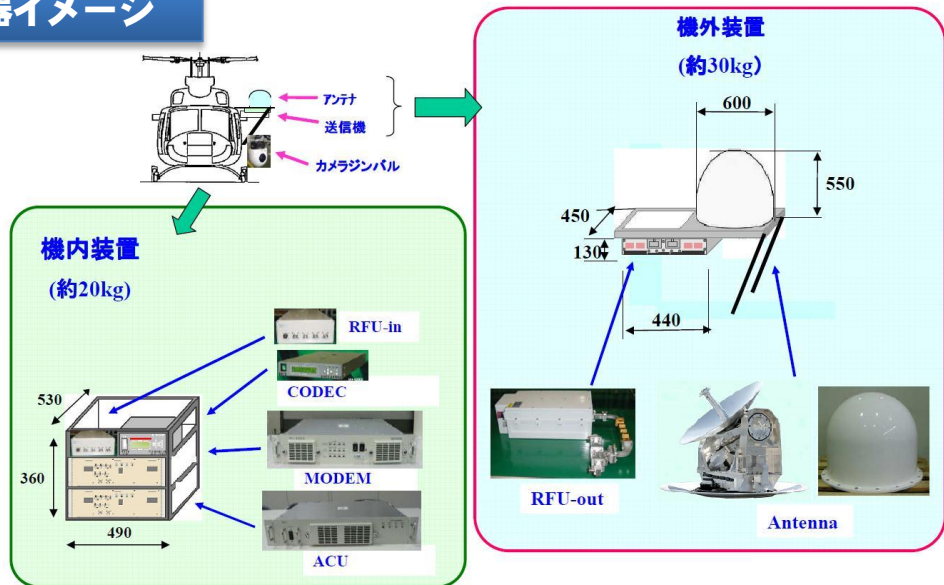 器イメージ
アンテナ
送信機
カメラジンバル
機外装置
(約30kg)
600
550
450
130
440
RFU-out
Antenna
機内装置
(約20kg)
RFU-in
CODEC
MODEM
ACU
530
360
490